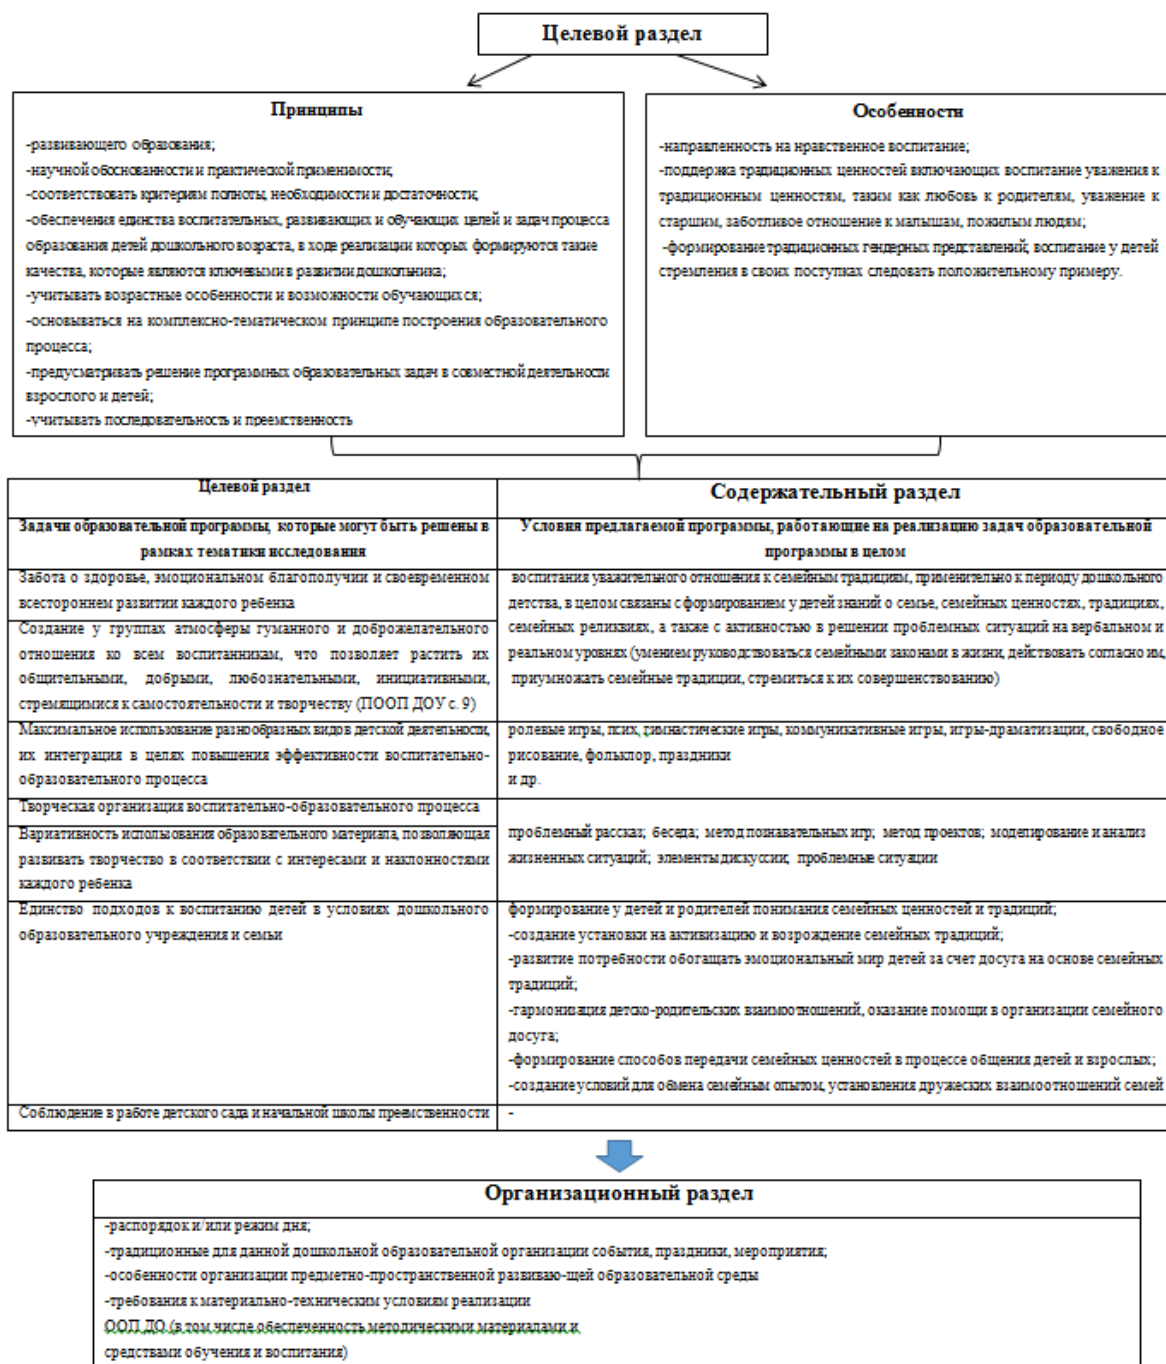 Целевой раздел
Принципы
-развивающего образования;
-научной обоснованности и практической применимости;
-соответствовать критериям полноты, необходимости и достаточности;
-обеспечения единства воспитательных, развивающих и обучающих целей и задач процесса
образования детей дошкольного возраста, в ходе реализации которых формируются такие
качества, которые являются ключевыми в развитии дошкольника;
-учитывать возрастные особенности и возможности обучающихся;
-основываться на комплексно-тематическом принципе построения образовательного
процесса;
-предусматривать решение программных образовательных задач в совместной деятельности
взрослого и детей;
-учитывать последовательность и преемственность
Особенности
-направленность на нравственное воспитание;
-поддержка традиционных ценностей включающих воспитание уважения к
традиционным ценностям, таким как любовь к родителям, уважение к
старшим, заботливое отношение к малышам, пожилым людям;
-формирование традиционных гендерных представлений, воспитание у детей
стремления в своих поступках следовать положительному примеру.
Целевой раздел
Содержательный раздел
Задачи образовательной программы, которые могут быть решены в
рамках тематики исследования
Условия предлагаемой программы, работающие на реализацию задач образовательной
программы в целом
Забота о здоровье, эмоциональном благополучии и своевременном
всестороннем развитии каждого ребенка
Создание у группах атмосферы гуманного и доброжелательного
отношения ко всем воспитанникам, что позволяет растить их
общительными, добрыми, любознательными, инициативными,
стремящимися к самостоятельности и творчеству (ПООП ДОУ с. 9)
воспитания уважительного отношения к семейным традициям, применительно к периоду дошкольного
детства, в целом связаны с формированием у детей знаний о семье, семейных ценностях, традициях,
семейных реликвиях, а также с активностью в решении проблемных ситуаций на вербальном и
реальном уровнях (умением руководствоваться семейными законами в жизни, действовать согласно им,
приумножать семейные традиции, стремиться к их совершенствованию)
Максимальное использование разнообразных видов детской деятельности,
их интеграция в целях повышения эффективности воспитательно-
образовательного процесса
ролевые игры, псих, гимнастические игры, коммуникативные игры, игры-драматизации, свободное
рисование, фольклор, праздники
и др.
Творческая организация воспитательно-образовательного процесса
Вариативность использования образовательного материала, позволяющая
развивать творчество в соответствии с интересами и наклонностями
каждого ребенка
проблемный рассказ; беседа; метод познавательных игр; метод проектов; моделирование и анализ
жизненных ситуаций; элементы дискуссии; проблемные ситуации
Единство подходов к воспитанию детей в условиях дошкольного
образовательного учреждения и семьи
формирование у детей и родителей понимания семейных ценностей и традиций;
-создание установки на активизацию и возрождение семейных традиций;
-развитие потребности обогащать эмоциональный мир детей за счет досуга на основе семейных
традиций;
-гармонизация детско-родительских взаимоотношений, оказание помощи в организации семейного
досуга;
-формирование способов передачи семейных ценностей в процессе общения детей и взрослых;
-создание условий для обмена семейным опытом, установления дружеских взаимоотношений семей
Соблюдение в работе детского сада и начальной школы преемственности
-
Организационный раздел
-распорядок и/или режим дня;
-традиционные для данной дошкольной образовательной организации события, праздники, мероприятия;
-особенности организации предметно-пространственной развиваю-щей образовательной среды
-требования к материально-техническим условиям реализации
ООП ДО (в том числе обеспеченность методическими материалами и
средствами обучения и воспитания)